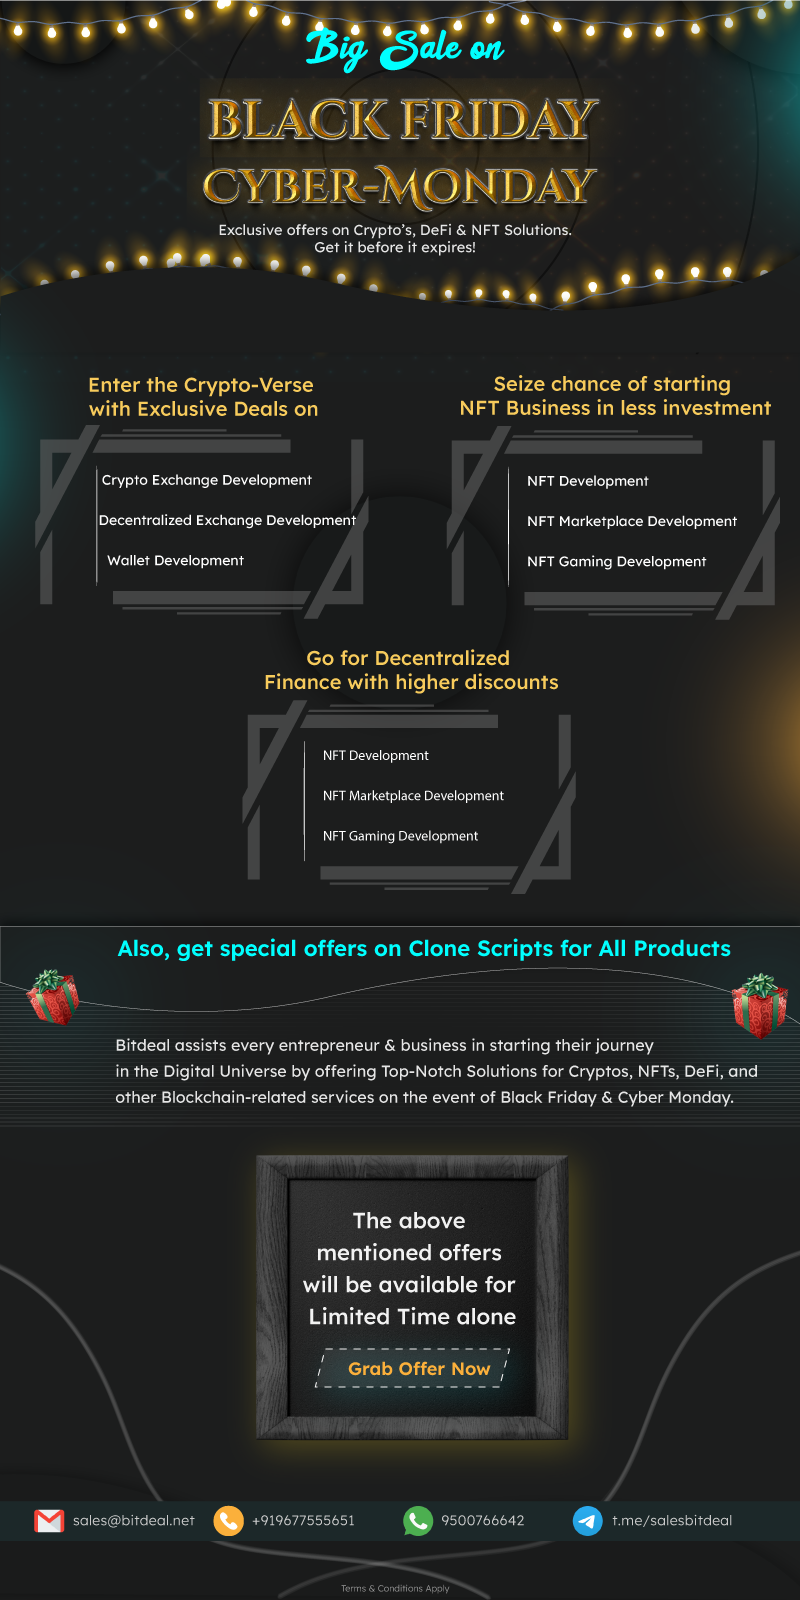 Big Sale on
BLACK FRIDAY
CYBER-MONDAY
Exclusive offers on Crypto's, DeFi & NFT Solutions.
Get it before it expires!
Enter the Crypto-Verse
with Exclusive Deals on
Crypto Exchange Development
Decentralized Exchange Development
Wallet Development
Seize chance of starting
NFT Business in less investment
NFT Development
NFT Marketplace Development
NFT Gaming Development
Go for Decentralized
Finance with higher discounts
NFT Development
NFT Marketplace Development
NFT Gaming Development
Also, get special offers on Clone Scripts for All Products
Bitdeal assists every entrepreneur & business in starting their journey
in the Digital Universe by offering Top-Notch Solutions for Cryptos, NFTs, DeFi, and
other Blockchain-related services on the event of Black Friday & Cyber Monday.
The above
mentioned offers
will be available for
Limited Time alone
Grab Offer Now
sales@bitdeal.net +919677555651 9500766642 t.me/salesbitdeal
Terms & Conditions Apply